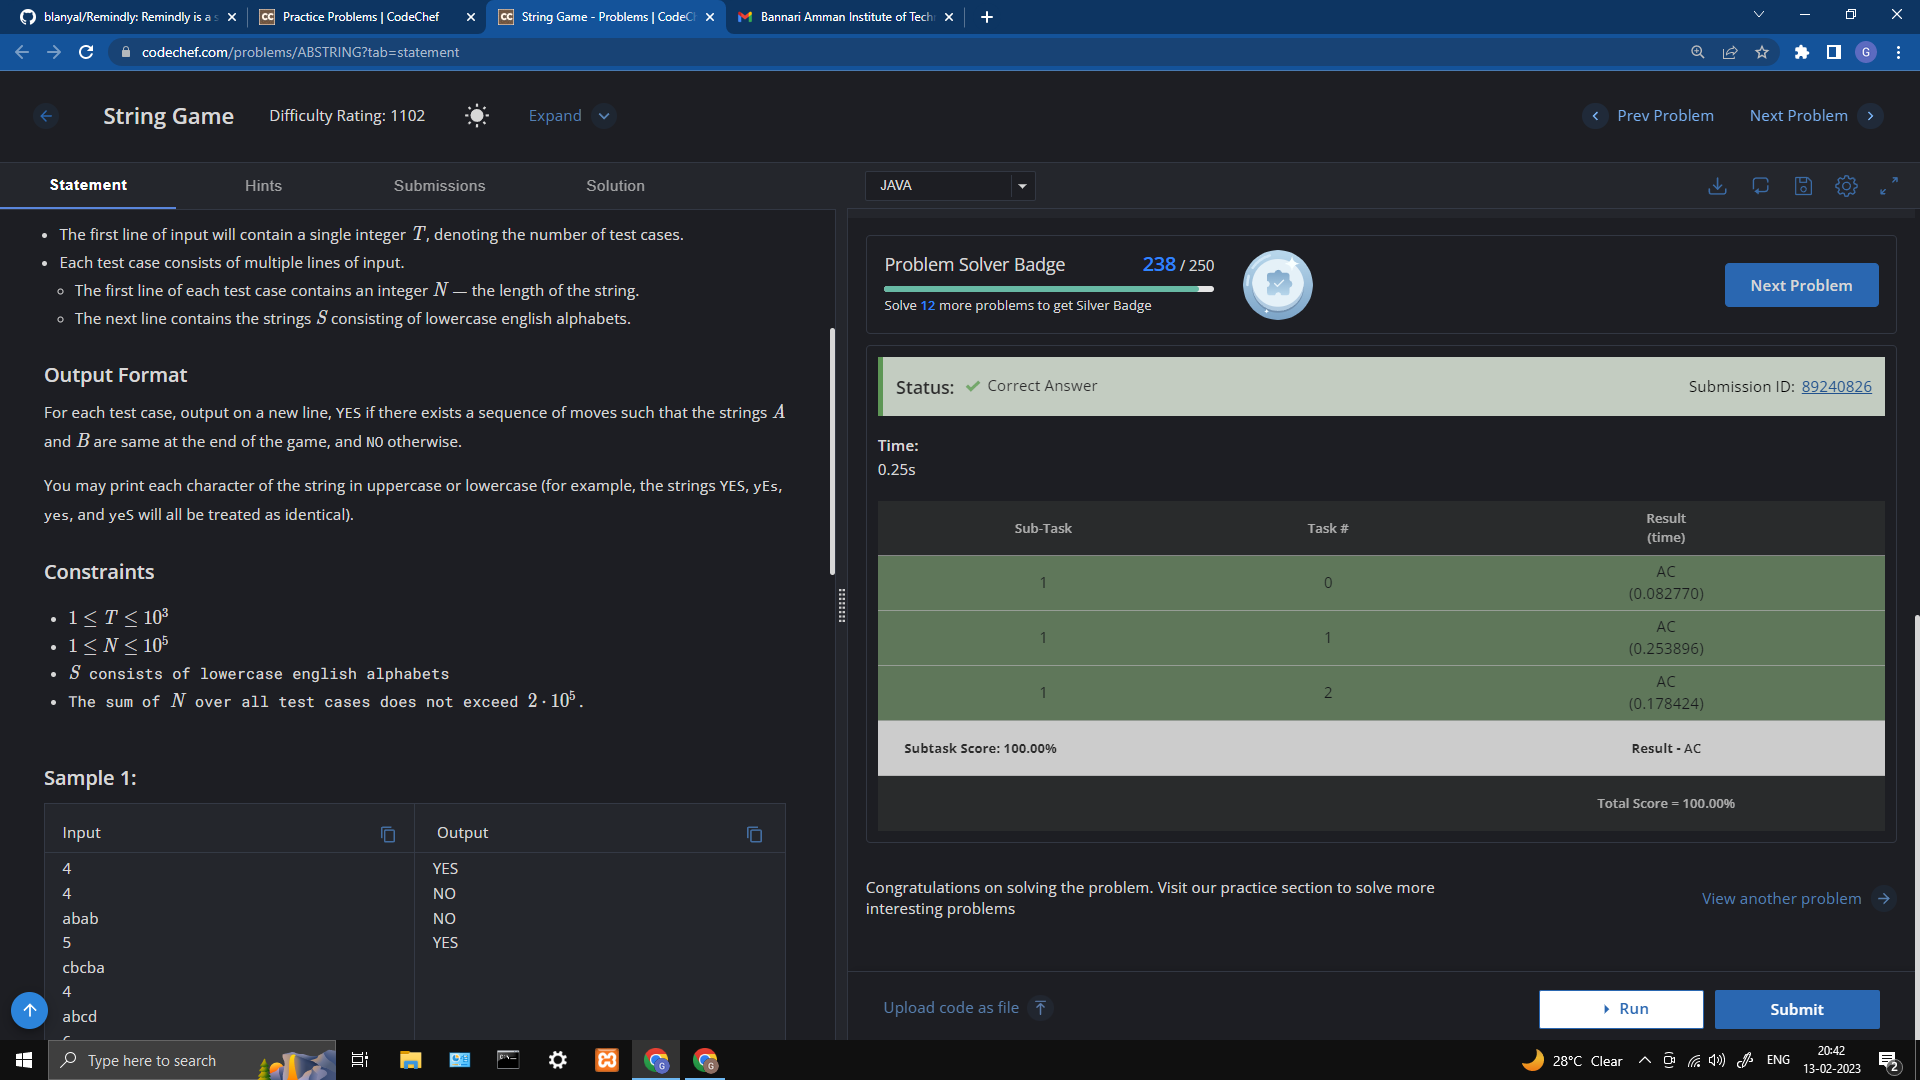 blanyal/Remindly: Remindly is a s
Practice Problems | CodeChef
String Game - Problems | CodeC
Bannari Amman Institute of Tech
codechef.com/problems/ABSTRING?tab=statement
G
String Game
Difficulty Rating: 1102
Expand
Prev Problem
Next Problem
Statement
Hints
Submissions
Solution
The first line of input will contain a single integer T, denoting the number of test cases.
Each test case consists of multiple lines of input.
The first line of each test case contains an integer N — the length of the string.
The next line contains the strings S consisting of lowercase english alphabets.
Output Format
For each test case, output on a new line, YES if there exists a sequence of moves such that the strings A
and B are same at the end of the game, and NO otherwise.
You may print each character of the string in uppercase or lowercase (for example, the strings YES, yEs,
yes, and yeS will all be treated as identical).
Constraints
1 ≤ T ≤ 10³
1 ≤ N ≤ 10⁵
S consists of lowercase english alphabets
The sum of N over all test cases does not exceed 2 · 10⁵.
Sample 1:
Input
Output
4
4
abab
5
cbcba
4
abcd
YES
NO
NO
YES
JAVA
Problem Solver Badge
238 / 250
Solve 12 more problems to get Silver Badge
Next Problem
Status: Correct Answer
Submission ID: 89240826
Time:
0.25s
Sub-Task
Task #
Result
(time)
1
0
AC
(0.082770)
1
1
AC
(0.253896)
1
2
AC
(0.178424)
Subtask Score: 100.00%
Result - AC
Total Score = 100.00%
Congratulations on solving the problem. Visit our practice section to solve more
interesting problems
View another problem
Upload code as file
Run
Submit
Type here to search
28°C Clear
ENG
20:42
13-02-2023
2